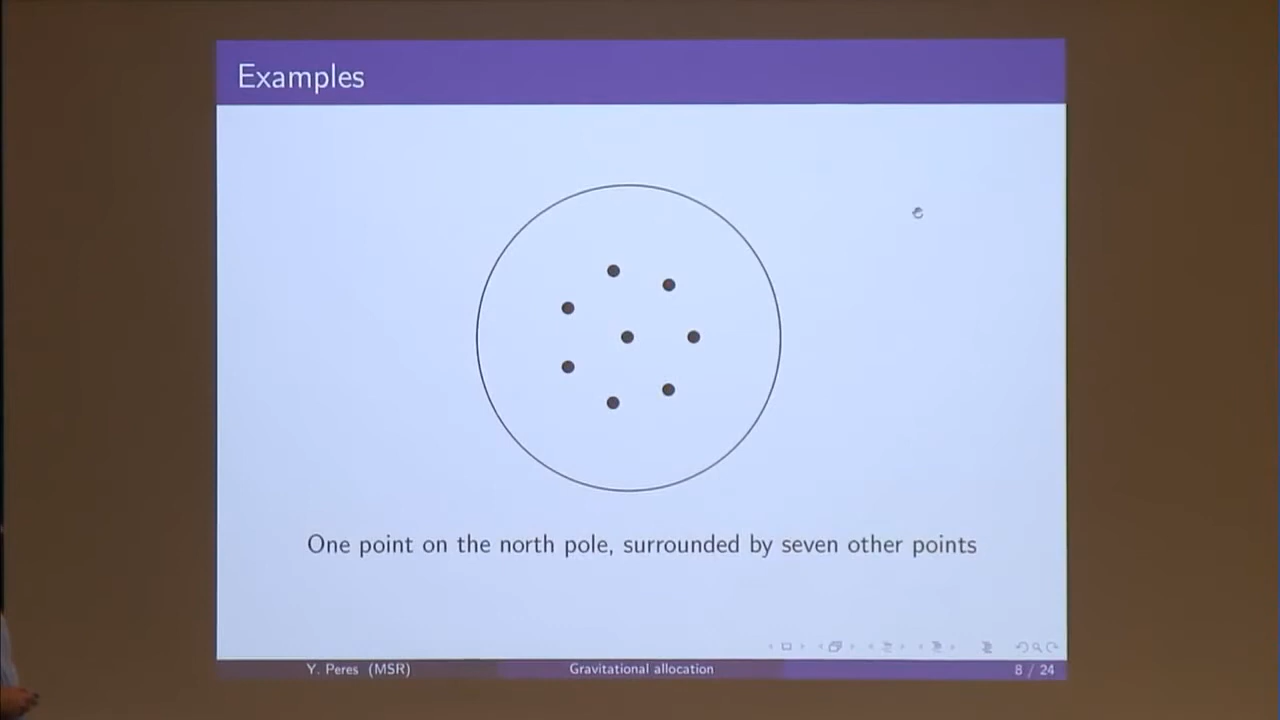 Examples
One point on the north pole, surrounded by seven other points
Y. Peres (MSR)
Gravitational allocation
8 / 24